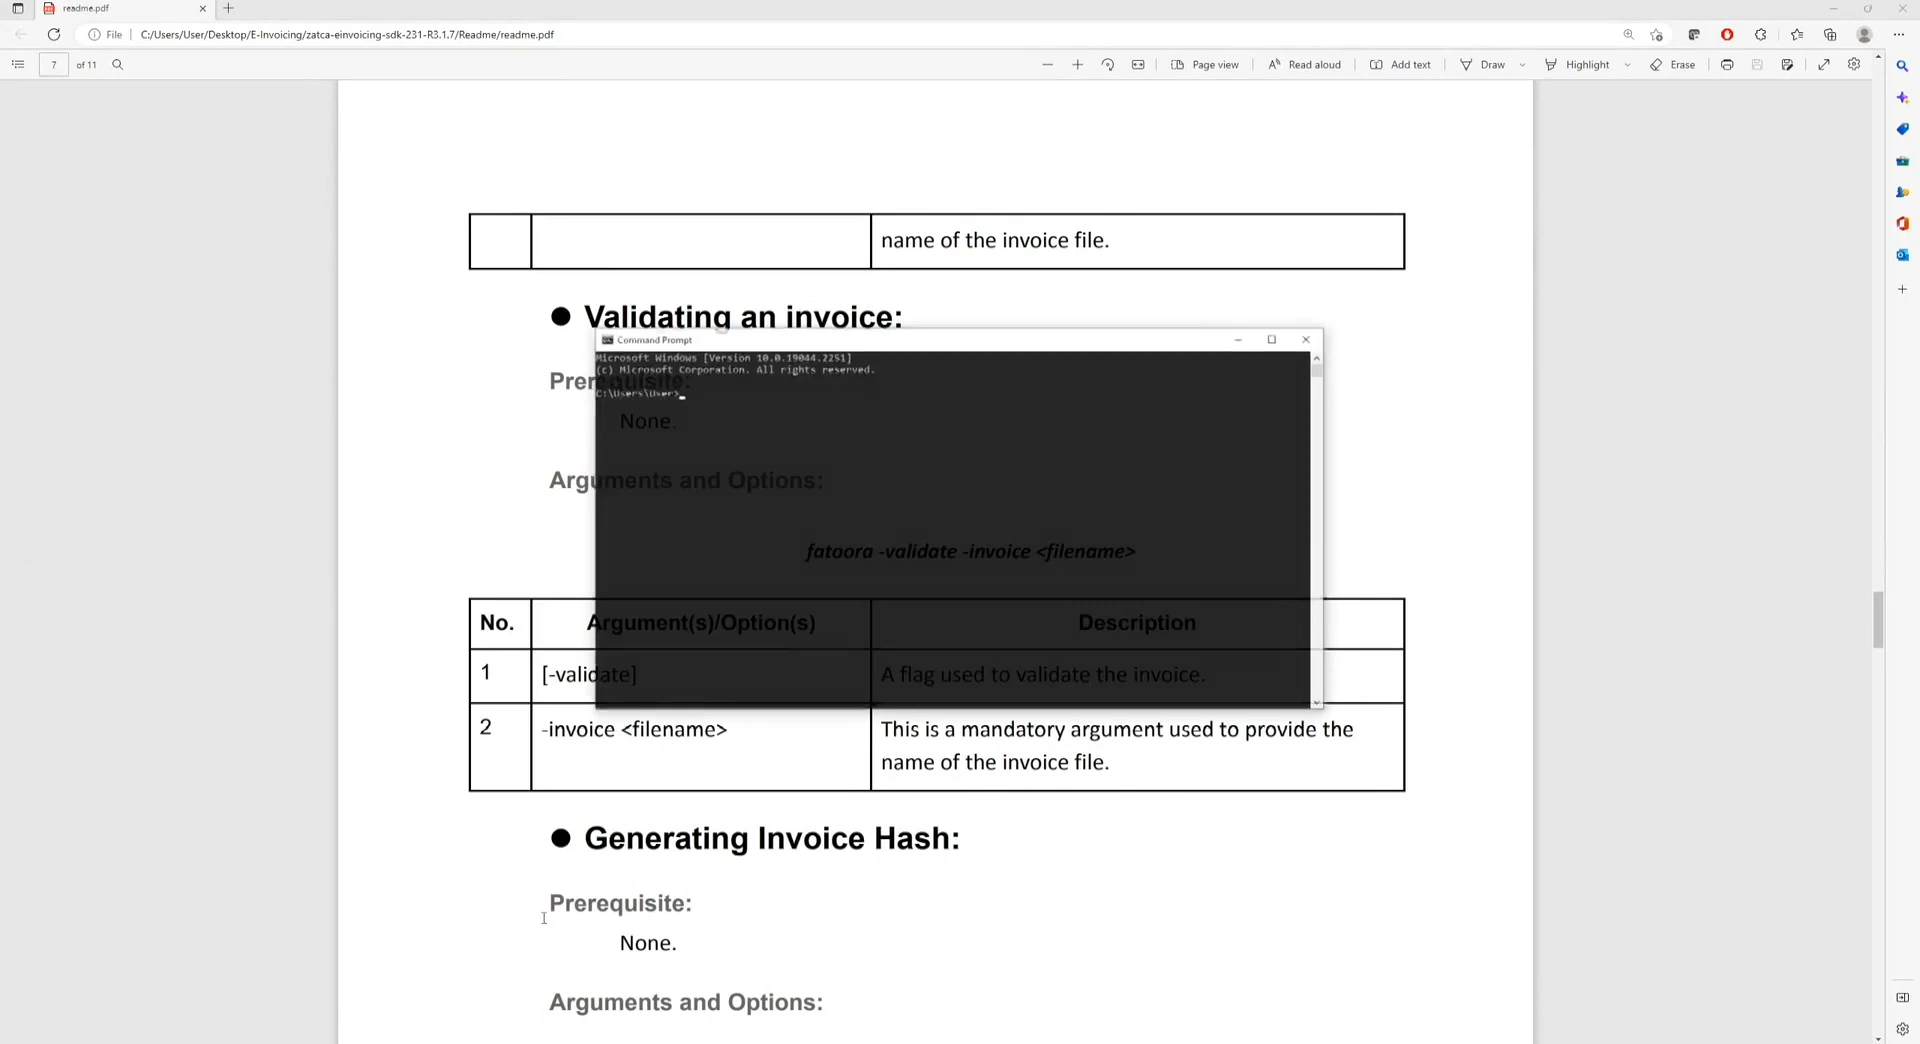 readme.pdf
File
C:/Users/User/Desktop/E-Invoicing/zatca-einvoicing-sdk-231-R3.1.7/Readme/readme.pdf
7 of 11
Page view
Read aloud
Add text
Draw
Highlight
Erase
name of the invoice file.
● Validating an invoice:
Command Prompt
Microsoft Windows [Version 10.0.19044.2251]
(c) Microsoft Corporation. All rights reserved.
Prerequisite:
C:\Users\User>
None.
Arguments and Options:
fatoora -validate -invoice <filename>
No. Argument(s)/Option(s) Description
1 [-validate] A flag used to validate the invoice.
2 -invoice <filename> This is a mandatory argument used to provide the
name of the invoice file.
● Generating Invoice Hash:
Prerequisite:
None.
Arguments and Options: